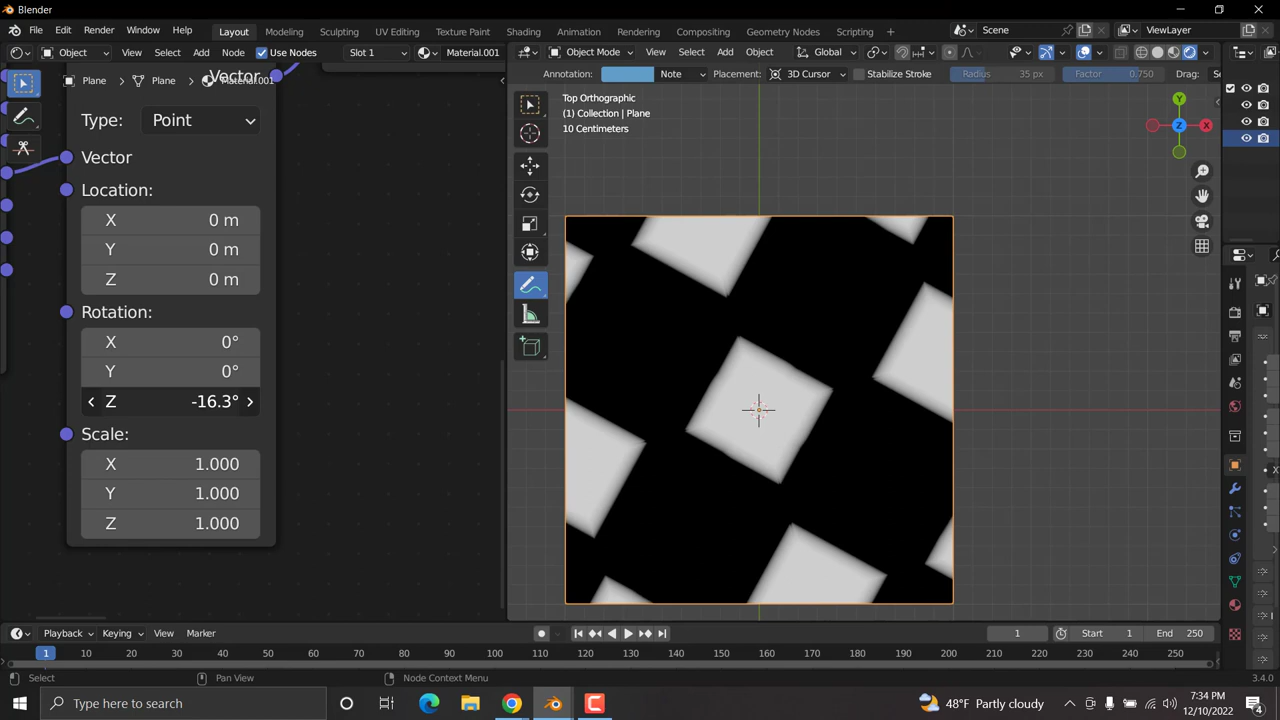 Blender
File Edit Render Window Help Layout Modeling Sculpting UV Editing Texture Paint Shading Animation Rendering Compositing Geometry Nodes Scripting Scene ViewLayer
Object View Select Add Node Use Nodes Slot 1 Material.001 Object Mode View Select Add Object Global
Annotation: Note Placement: 3D Cursor Stabilize Stroke Radius 35 px Factor 0.750 Drag:
Plane Plane Material.001
Vector
Top Orthographic
(1) Collection | Plane
10 Centimeters
Y
Z X
Type: Point
Vector
Location:
X 0 m
Y 0 m
Z 0 m
Rotation:
X 0°
Y 0°
Z -16.3°
Scale:
X 1.000
Y 1.000
Z 1.000
Playback Keying View Marker 1 Start 1 End 250
1 10 20 30 40 50 60 70 80 90 100 110 120 130 140 150 160 170 180 190 200 210 220 230 240 250
Select Pan View Node Context Menu 3.4.0
Type here to search 48°F Partly cloudy 7:34 PM
12/10/2022 4